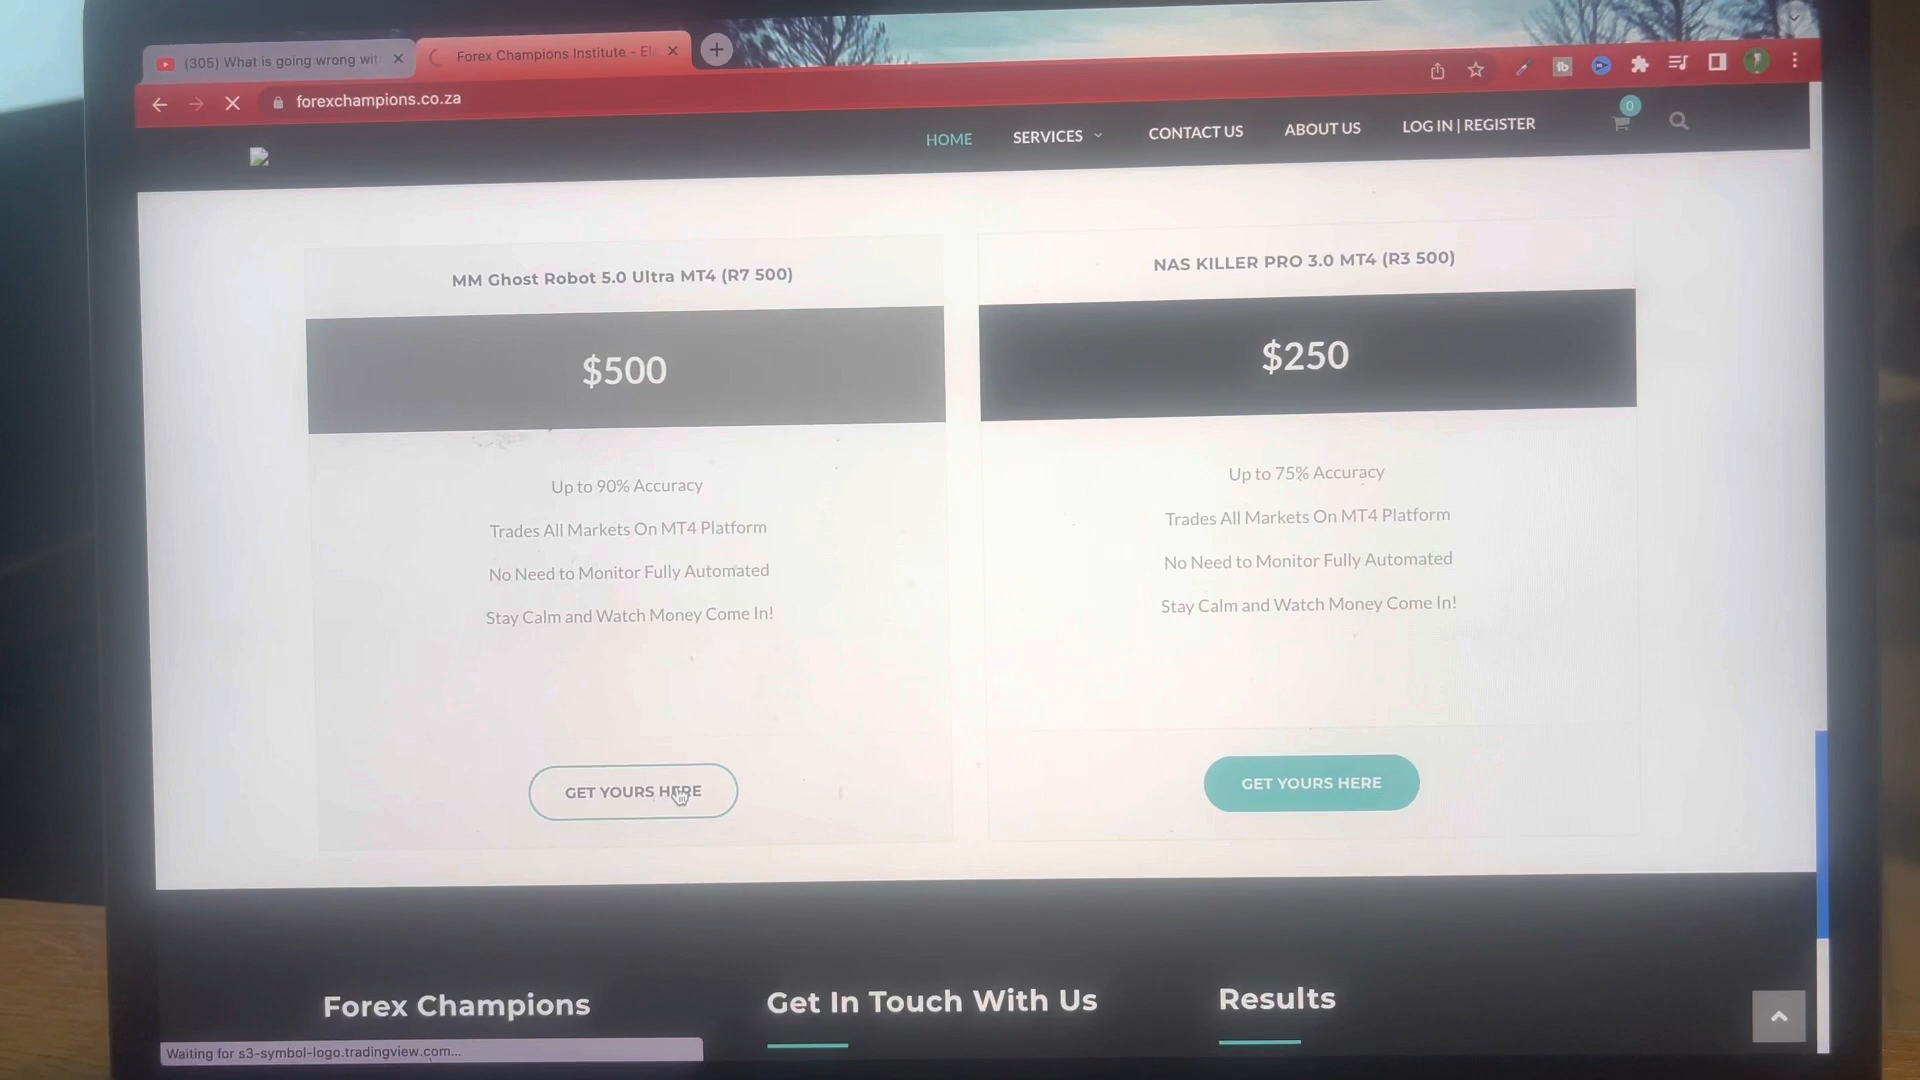 (305) What is going wrong wit
Forex Champions Institute - El
forexchampions.co.za
HOME
SERVICES
CONTACT US
ABOUT US
LOG IN | REGISTER
0
MM Ghost Robot 5.0 Ultra MT4 (R7 500)
$500
Up to 90% Accuracy
Trades All Markets On MT4 Platform
No Need to Monitor Fully Automated
Stay Calm and Watch Money Come In!
GET YOURS HERE
NAS KILLER PRO 3.0 MT4 (R3 500)
$250
Up to 75% Accuracy
Trades All Markets On MT4 Platform
No Need to Monitor Fully Automated
Stay Calm and Watch Money Come In!
GET YOURS HERE
Forex Champions
Get In Touch With Us
Results
Waiting for s3-symbol-logo.tradingview.com...